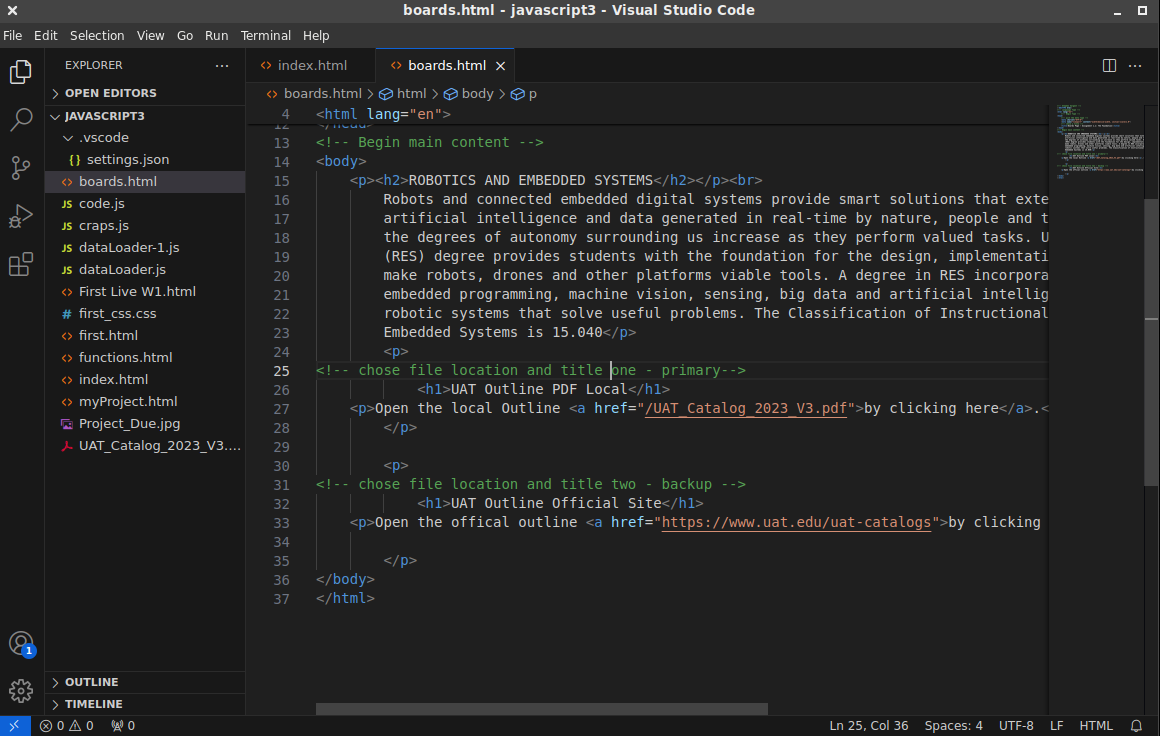 boards.html - javascript3 - Visual Studio Code
File Edit Selection View Go Run Terminal Help
EXPLORER
OPEN EDITORS
JAVASCRIPT3
.vscode
{} settings.json
<> boards.html
JS code.js
JS craps.js
JS dataLoader-1.js
JS dataLoader.js
<> First Live W1.html
# first_css.css
<> first.html
<> functions.html
<> index.html
<> myProject.html
Project_Due.jpg
UAT_Catalog_2023_V3....
OUTLINE
TIMELINE
<> index.html <> boards.html
<> boards.html > html > body > p
4 <html lang="en">
12 </head>
13 <!-- Begin main content -->
14 <body>
15 <p><h2>ROBOTICS AND EMBEDDED SYSTEMS</h2></p><br>
16 Robots and connected embedded digital systems provide smart solutions that exte
17 artificial intelligence and data generated in real-time by nature, people and t
18 the degrees of autonomy surrounding us increase as they perform valued tasks. U
19 (RES) degree provides students with the foundation for the design, implementati
20 make robots, drones and other platforms viable tools. A degree in RES incorpora
21 embedded programming, machine vision, sensing, big data and artificial intellig
22 robotic systems that solve useful problems. The Classification of Instructional
23 Embedded Systems is 15.040</p>
24 <p>
25 <!-- chose file location and title one - primary-->
26 <h1>UAT Outline PDF Local</h1>
27 <p>Open the local Outline <a href="/UAT_Catalog_2023_V3.pdf">by clicking here</a>.<
28 </p>
29
30 <p>
31 <!-- chose file location and title two - backup -->
32 <h1>UAT Outline Official Site</h1>
33 <p>Open the offical outline <a href="https://www.uat.edu/uat-catalogs">by clicking
34
35 </p>
36 </body>
37 </html>
1
0 0 0 Ln 25, Col 36 Spaces: 4 UTF-8 LF HTML